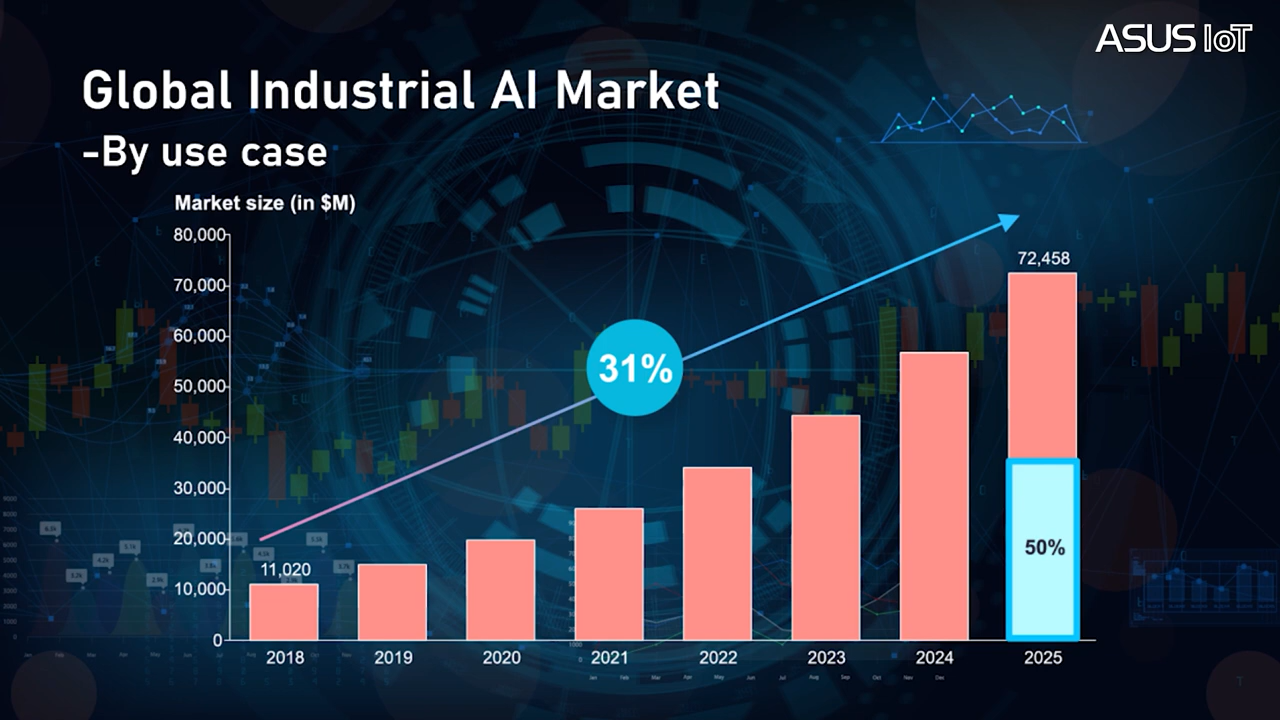 ASUS IoT
Global Industrial AI Market
-By use case
Market size (in $M)
80,000
70,000
60,000
50,000
40,000
30,000
20,000
10,000
0
72,458
31%
11,020
50%
2018 2019 2020 2021 2022 2023 2024 2025